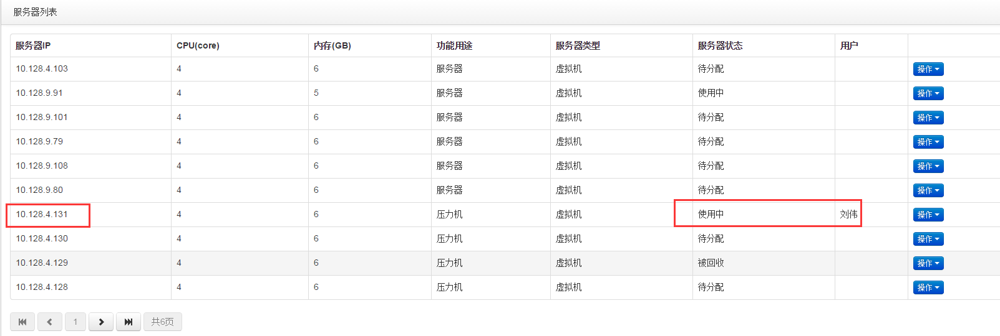 服务器列表
服务器IP CPU(core) 内存(GB) 功能用途 服务器类型 服务器状态 用户
10.128.4.103 4 6 服务器 虚拟机 待分配 操作
10.128.9.91 4 5 服务器 虚拟机 使用中 操作
10.128.9.101 4 6 服务器 虚拟机 待分配 操作
10.128.9.79 4 6 服务器 虚拟机 待分配 操作
10.128.9.108 4 6 服务器 虚拟机 待分配 操作
10.128.9.80 4 6 服务器 虚拟机 待分配 操作
10.128.4.131 4 6 压力机 虚拟机 使用中 刘伟 操作
10.128.4.130 4 6 压力机 虚拟机 待分配 操作
10.128.4.129 4 6 压力机 虚拟机 被回收 操作
10.128.4.128 4 6 压力机 虚拟机 待分配 操作
1 共6页